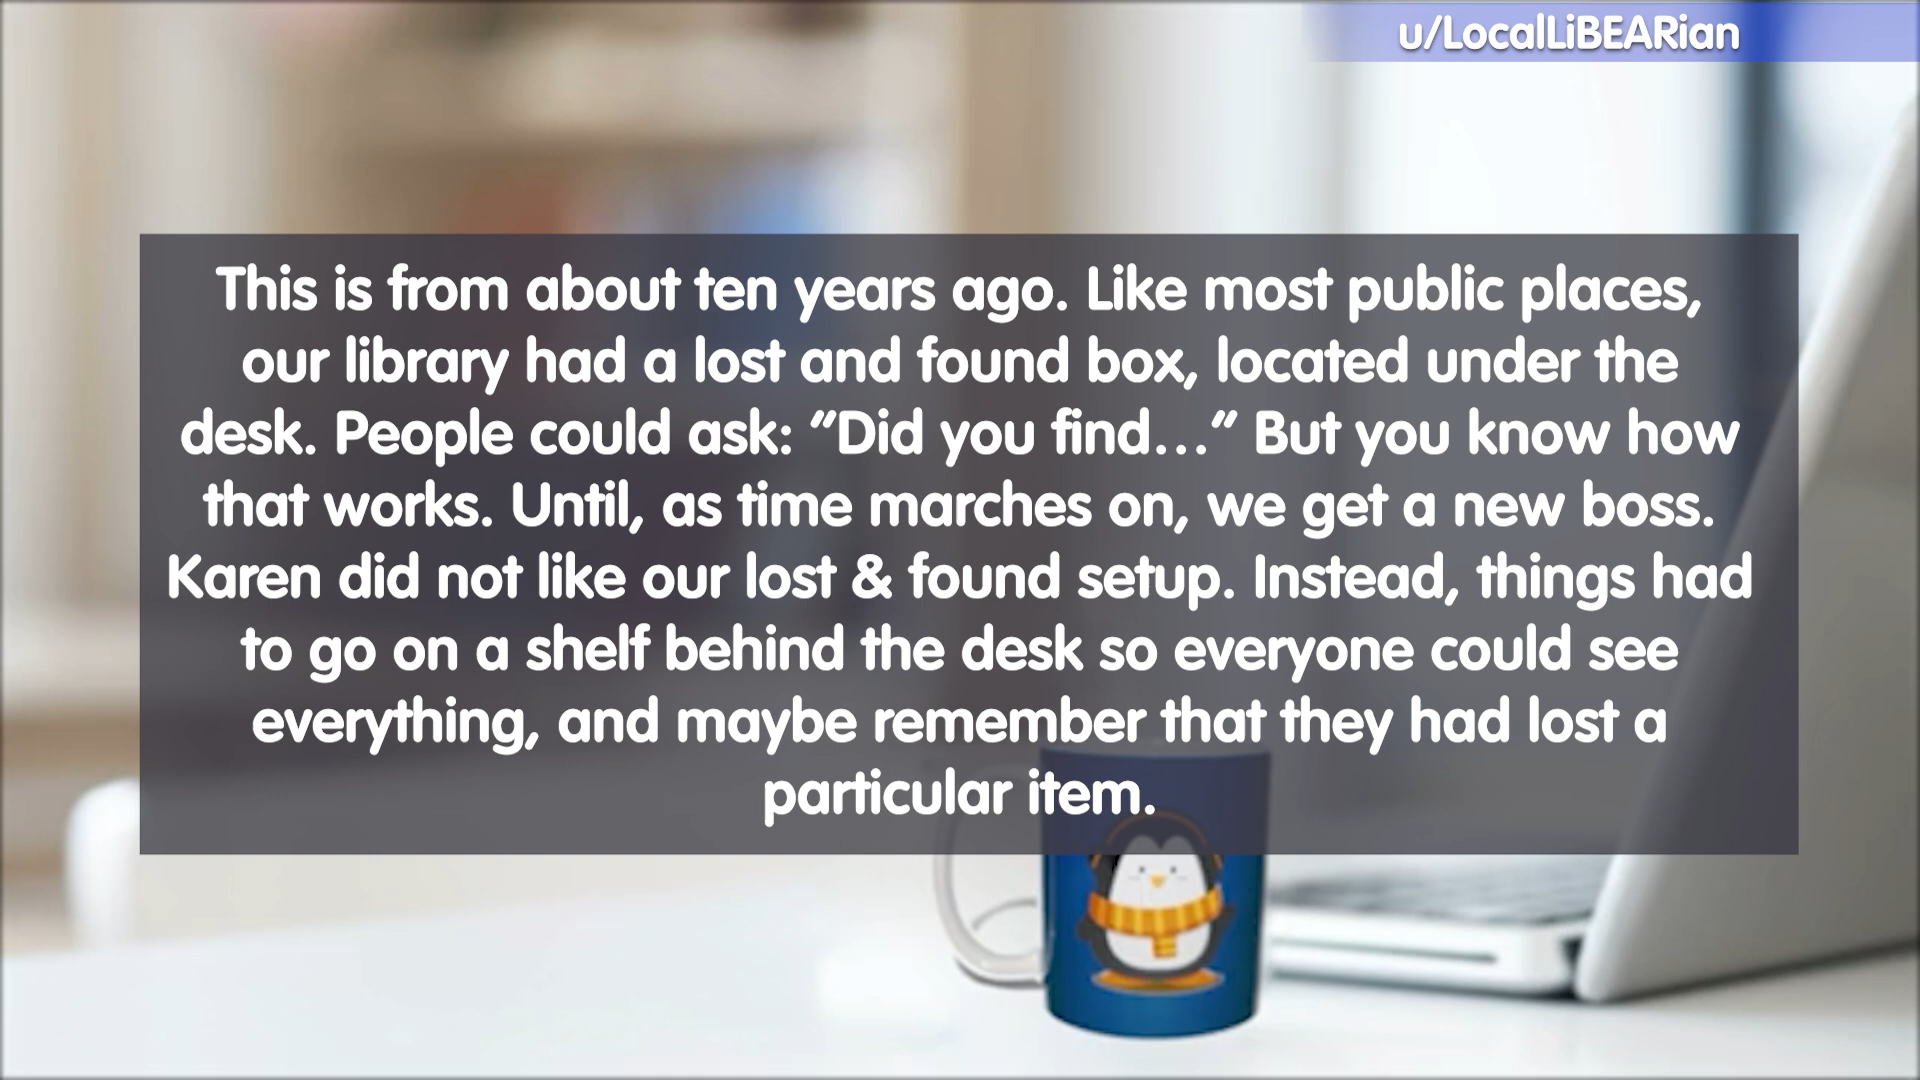 u/LocalLiBEARian
This is from about ten years ago. Like most public places,
our library had a lost and found box, located under the
desk. People could ask: “Did you find…“ But you know how
that works. Until, as time marches on, we get a new boss.
Karen did not like our lost & found setup. Instead, things had
to go on a shelf behind the desk so everyone could see
everything, and maybe remember that they had lost a
particular item.